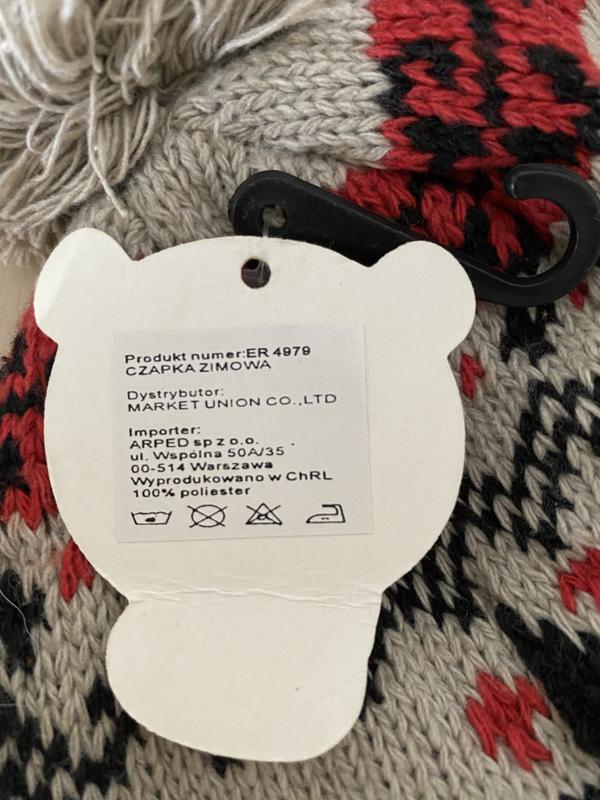 Produkt numer:ER 4979
CZAPKA ZIMOWA
Dystrybutor:
MARKET UNION CO.,LTD
Importer:
ARPED sp z o.o.
ul. Wspólna 50A/35
00-514 Warszawa
Wyprodukowano w ChRL
100% poliester